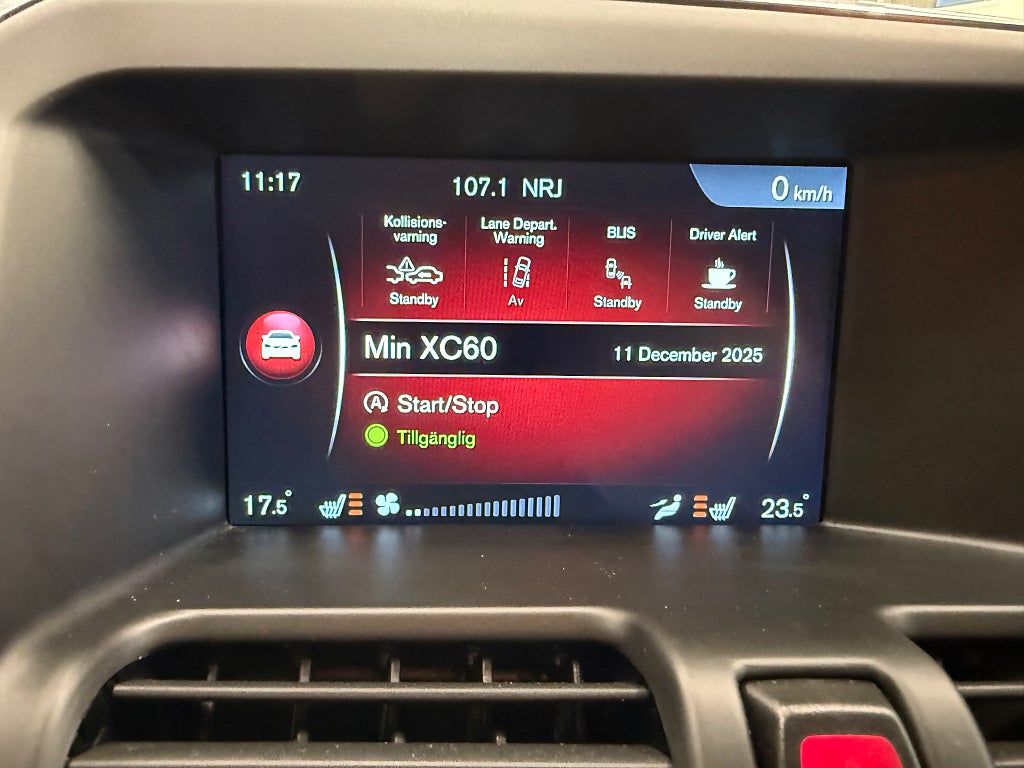 11:17
107.1 NRJ
0 km/h
Kollisions-
varning
Standby
Lane Depart.
Warning
Av
BLIS
Standby
Driver Alert
Standby
Min XC60
11 December 2025
A Start/Stop
Tillgänglig
17.5°
23.5°